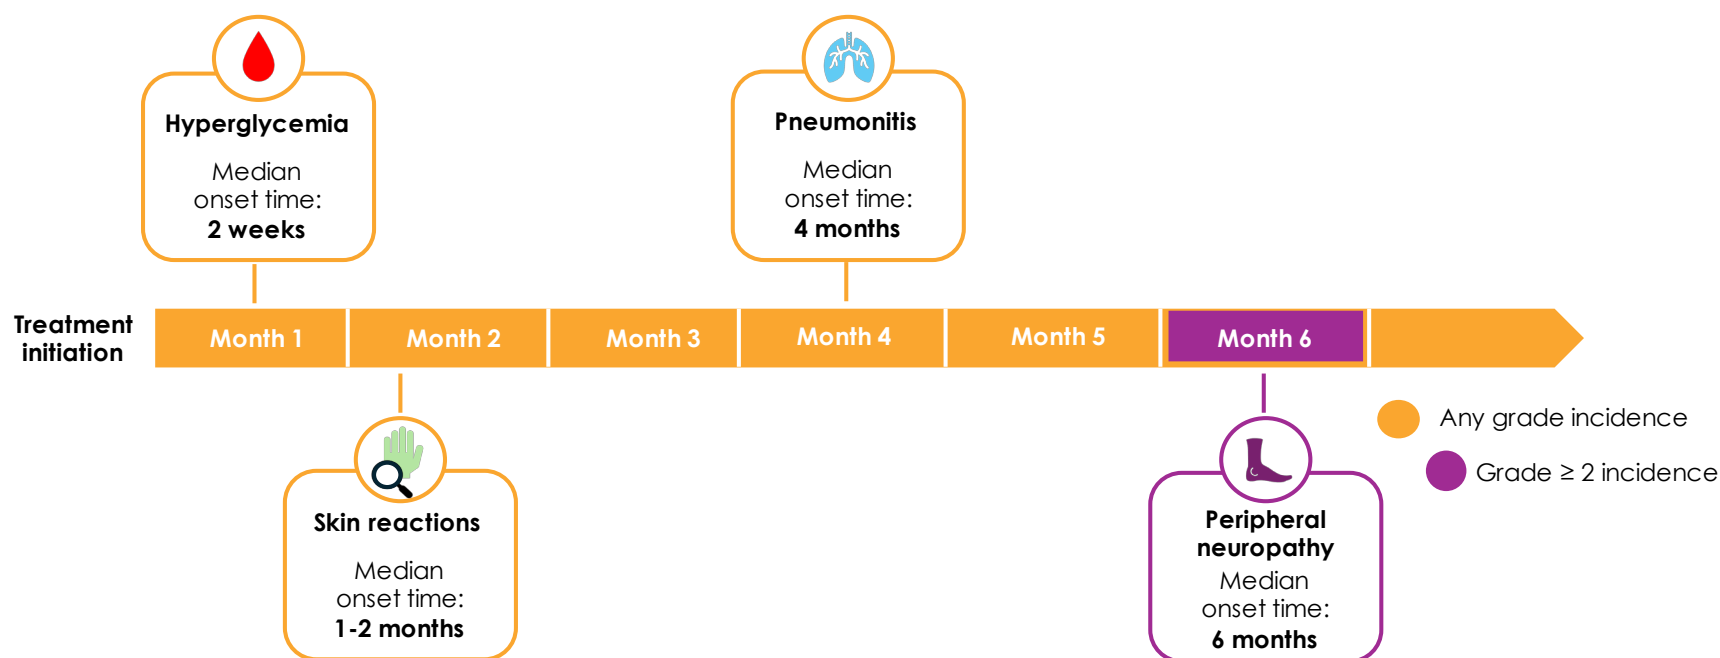 Hyperglycemia
Median
onset time:
2 weeks
Pneumonitis
Median
onset time:
4 months
Treatment
initiation
Month 1
Month 2
Month 3
Month 4
Month 5
Month 6
Any grade incidence
Grade ≥ 2 incidence
Skin reactions
Median
onset time:
1-2 months
Peripheral
neuropathy
Median
onset time:
6 months